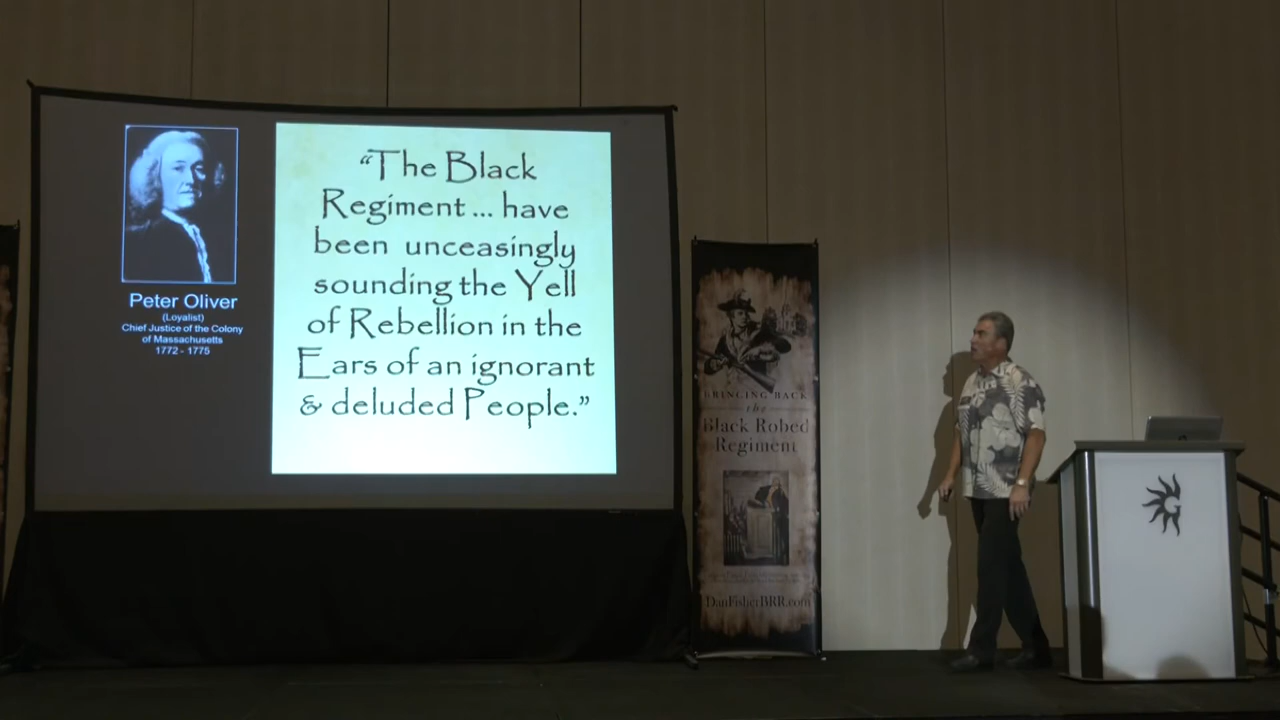 Peter Oliver
(Loyalist)
Chief Justice of the Colony
of Massachusetts
1772 - 1775
“The Black
Regiment ... have
been unceasingly
sounding the Yell
of Rebellion in the
Ears of an ignorant
& deluded People.”
BRINGING BACK
the
Black Robed
Regiment
DanFisherBRR.com